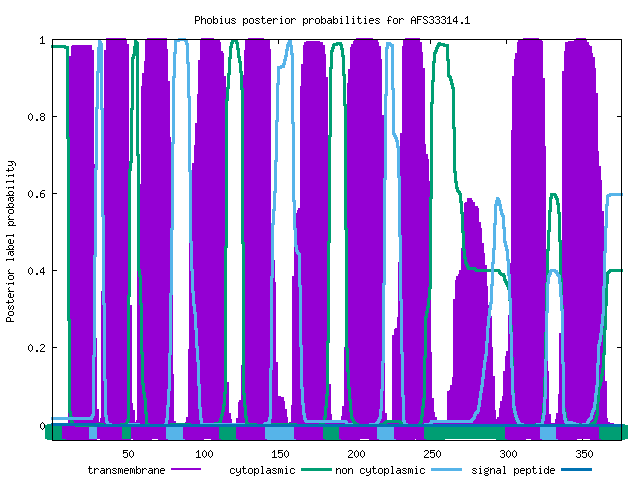 Phobius posterior probabilities for AFS33314.1
Posterior label probability
1
0.8
0.6
0.4
0.2
0
50 100 150 200 250 300 350
transmembrane cytoplasmic non cytoplasmic signal peptide